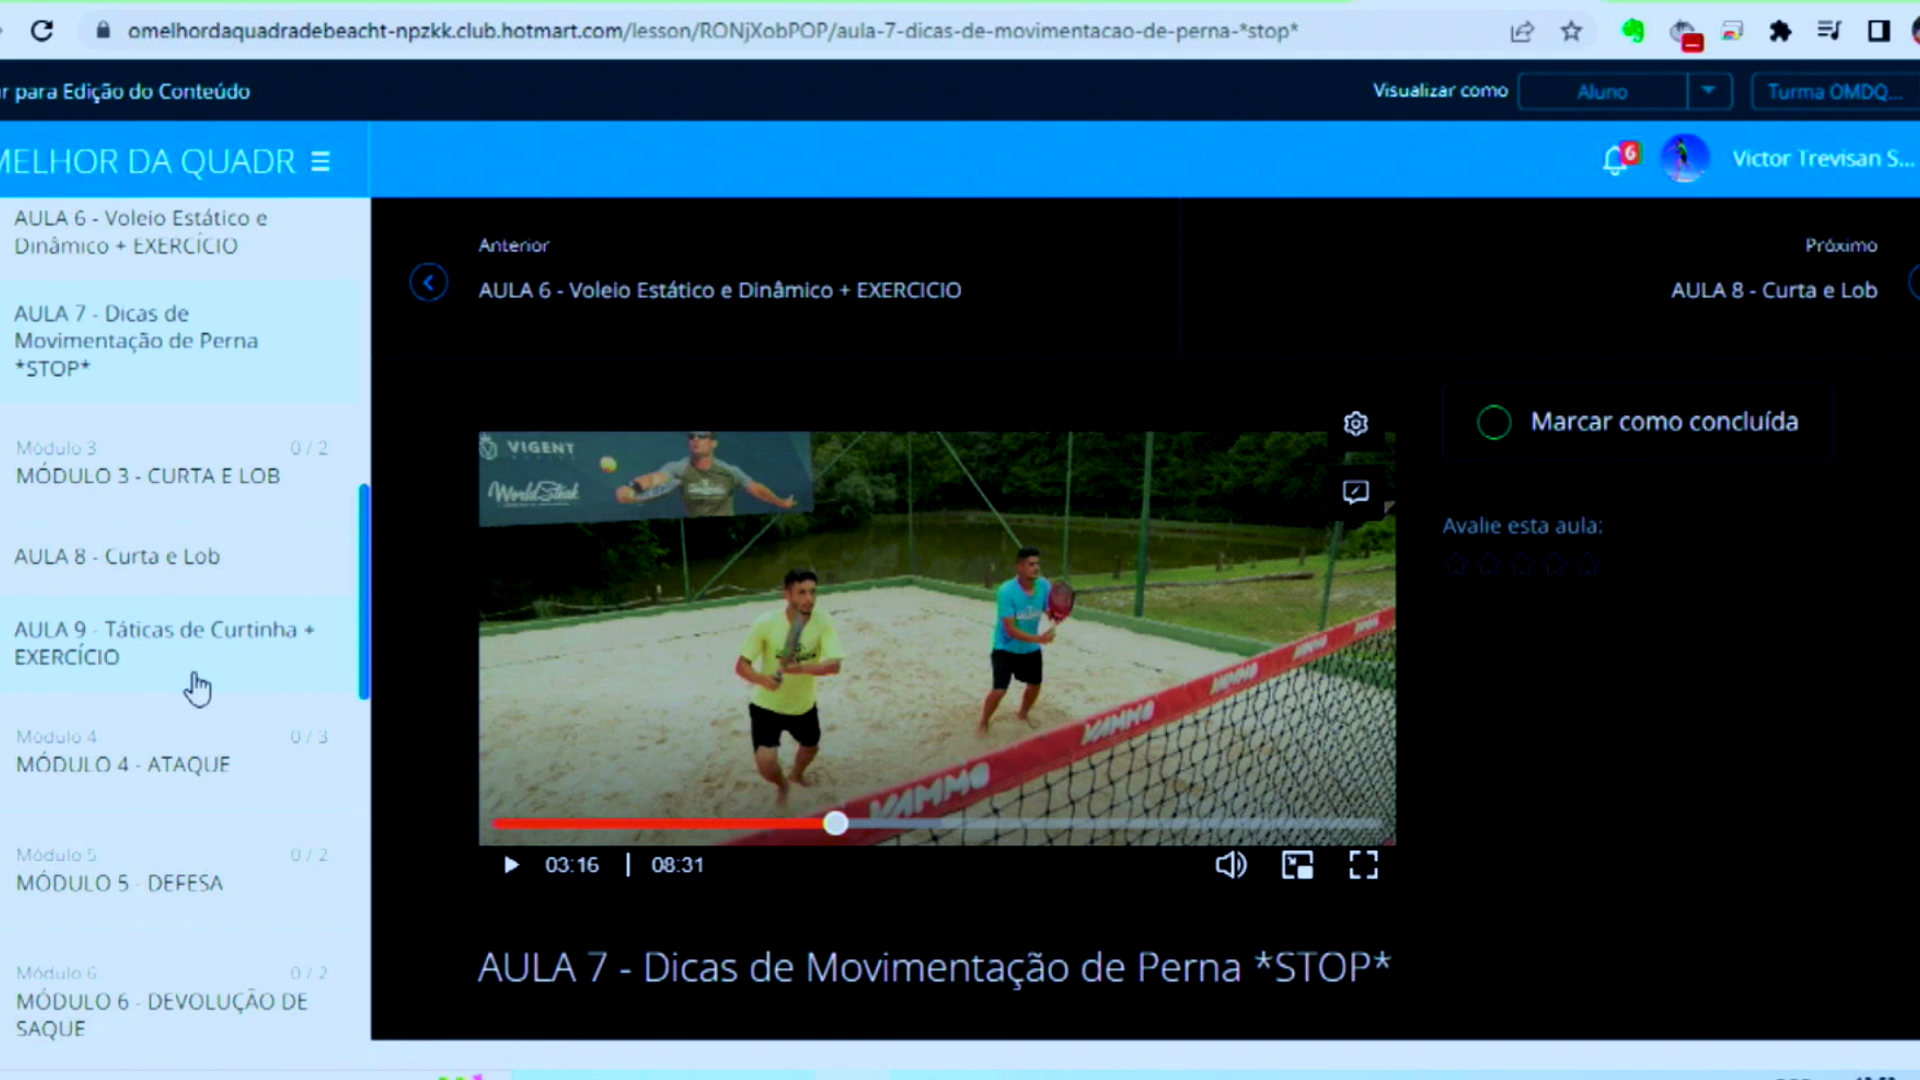 omelhordaquadradebeacht-npzkk.club.hotmart.com/lesson/RONjXobPOP/aula-7-dicas-de-movimentacao-de-perna-*stop*
r para Edição do Conteúdo
Visualizar como
Aluno
Turma OMDQ...
MELHOR DA QUADR
6
Victor Trevisan S...
AULA 6 - Voleio Estático e
Dinâmico + EXERCÍCIO
AULA 7 - Dicas de
Movimentação de Perna
*STOP*
Módulo 3 0 / 2
MÓDULO 3 - CURTA E LOB
AULA 8 - Curta e Lob
AULA 9 - Táticas de Curtinha +
EXERCÍCIO
Módulo 4 0 / 3
MÓDULO 4 - ATAQUE
Módulo 5 0 / 2
MÓDULO 5 - DEFESA
Módulo 6 0 / 2
MÓDULO 6 - DEVOLUÇÃO DE
SAQUE
Anterior
AULA 6 - Voleio Estático e Dinâmico + EXERCICIO
Próximo
AULA 8 - Curta e Lob
VIGENT
World Steak
VAMMO
VAMMO
VAMMO
VAMMO
VAMMO
03:16 | 08:31
Marcar como concluída
Avalie esta aula:
AULA 7 - Dicas de Movimentação de Perna *STOP*